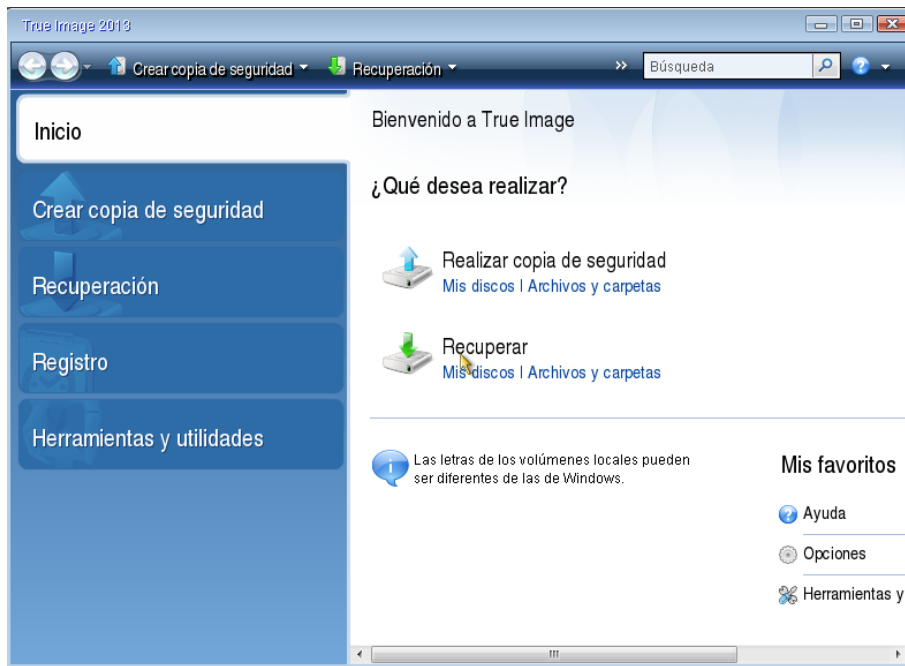 True Image 2013
Crear copia de seguridad
Recuperación
»
Búsqueda
Inicio
Crear copia de seguridad
Recuperación
Registro
Herramientas y utilidades
Bienvenido a True Image
¿Qué desea realizar?
Realizar copia de seguridad
Mis discos | Archivos y carpetas
Recuperar
Mis discos | Archivos y carpetas
Las letras de los volúmenes locales pueden
ser diferentes de las de Windows.
Mis favoritos
Ayuda
Opciones
Herramientas y